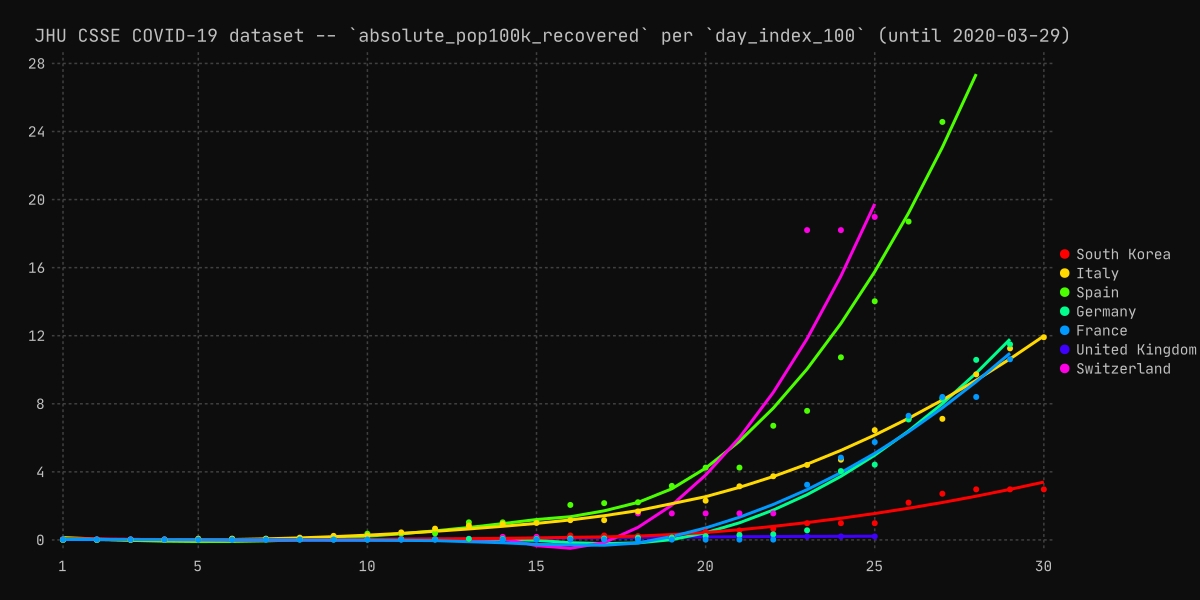 JHU CSSE COVID-19 dataset -- `absolute_pop100k_recovered` per `day_index_100` (until 2020-03-29)
28
24
20
16
12
8
4
0
1 5 10 15 20 25 30
South Korea
Italy
Spain
Germany
France
United Kingdom
Switzerland